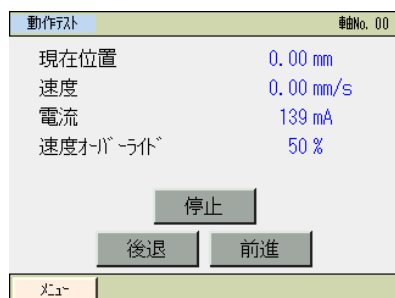 動作ﾃｽﾄ 軸No. 00
現在位置 0.00 mm
速度 0.00 mm/s
電流 139 mA
速度ｵｰﾊﾞｰﾗｲﾄﾞ 50 %
停止
後退 前進
ﾒﾆｭｰ